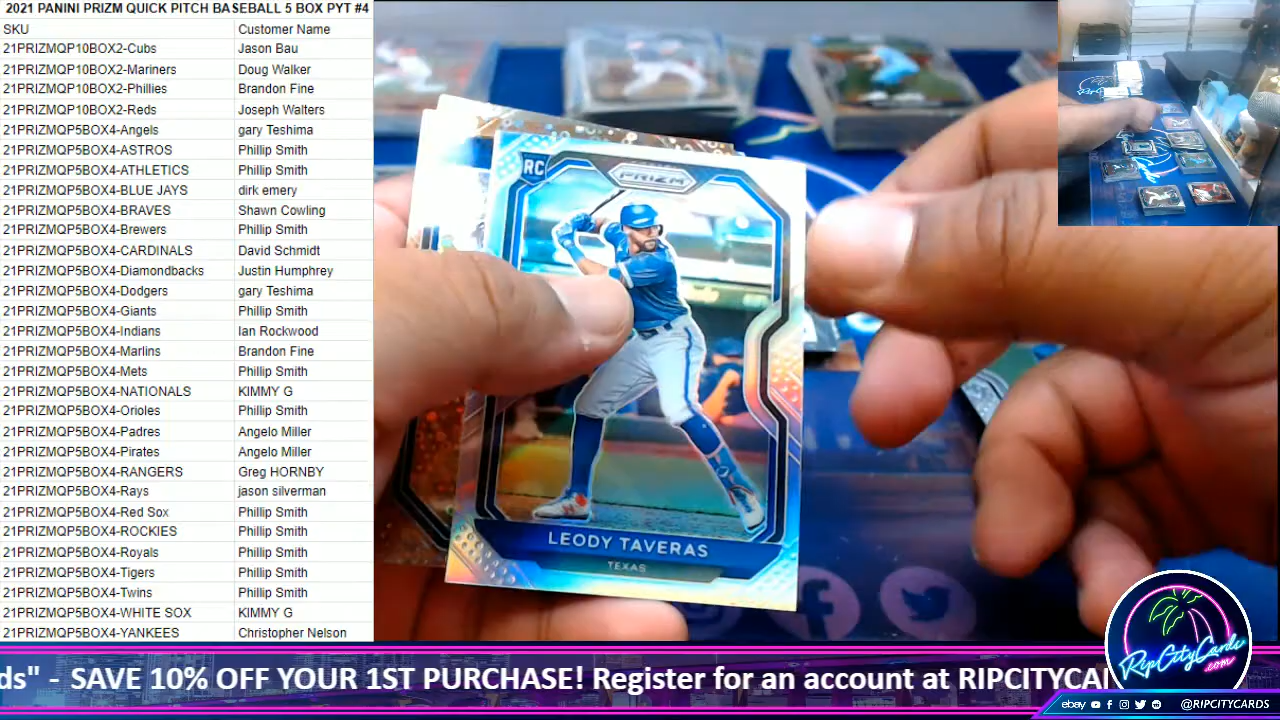 2021 PANINI PRIZM QUICK PITCH BASEBALL 5 BOX PYT #4
SKU Customer Name
21PRIZMQP10BOX2-Cubs Jason Bau
21PRIZMQP10BOX2-Mariners Doug Walker
21PRIZMQP10BOX2-Phillies Brandon Fine
21PRIZMQP10BOX2-Reds Joseph Walters
21PRIZMQP5BOX4-Angels gary Teshima
21PRIZMQP5BOX4-ASTROS Phillip Smith
21PRIZMQP5BOX4-ATHLETICS Phillip Smith
21PRIZMQP5BOX4-BLUE JAYS dirk emery
21PRIZMQP5BOX4-BRAVES Shawn Cowling
21PRIZMQP5BOX4-Brewers Phillip Smith
21PRIZMQP5BOX4-CARDINALS David Schmidt
21PRIZMQP5BOX4-Diamondbacks Justin Humphrey
21PRIZMQP5BOX4-Dodgers gary Teshima
21PRIZMQP5BOX4-Giants Phillip Smith
21PRIZMQP5BOX4-Indians Ian Rockwood
21PRIZMQP5BOX4-Marlins Brandon Fine
21PRIZMQP5BOX4-Mets Phillip Smith
21PRIZMQP5BOX4-NATIONALS KIMMY G
21PRIZMQP5BOX4-Orioles Phillip Smith
21PRIZMQP5BOX4-Padres Angelo Miller
21PRIZMQP5BOX4-Pirates Angelo Miller
21PRIZMQP5BOX4-RANGERS Greg HORNBY
21PRIZMQP5BOX4-Rays jason silverman
21PRIZMQP5BOX4-Red Sox Phillip Smith
21PRIZMQP5BOX4-ROCKIES Phillip Smith
21PRIZMQP5BOX4-Royals Phillip Smith
21PRIZMQP5BOX4-Tigers Phillip Smith
21PRIZMQP5BOX4-Twins Phillip Smith
21PRIZMQP5BOX4-WHITE SOX KIMMY G
21PRIZMQP5BOX4-YANKEES Christopher Nelson
RC
PRIZM
LEODY TAVERAS
TEXAS
ds" - SAVE 10% OFF YOUR 1ST PURCHASE! Register for an account at RIPCITYCA
RipCityCards
.com
ebay @RIPCITYCARDS